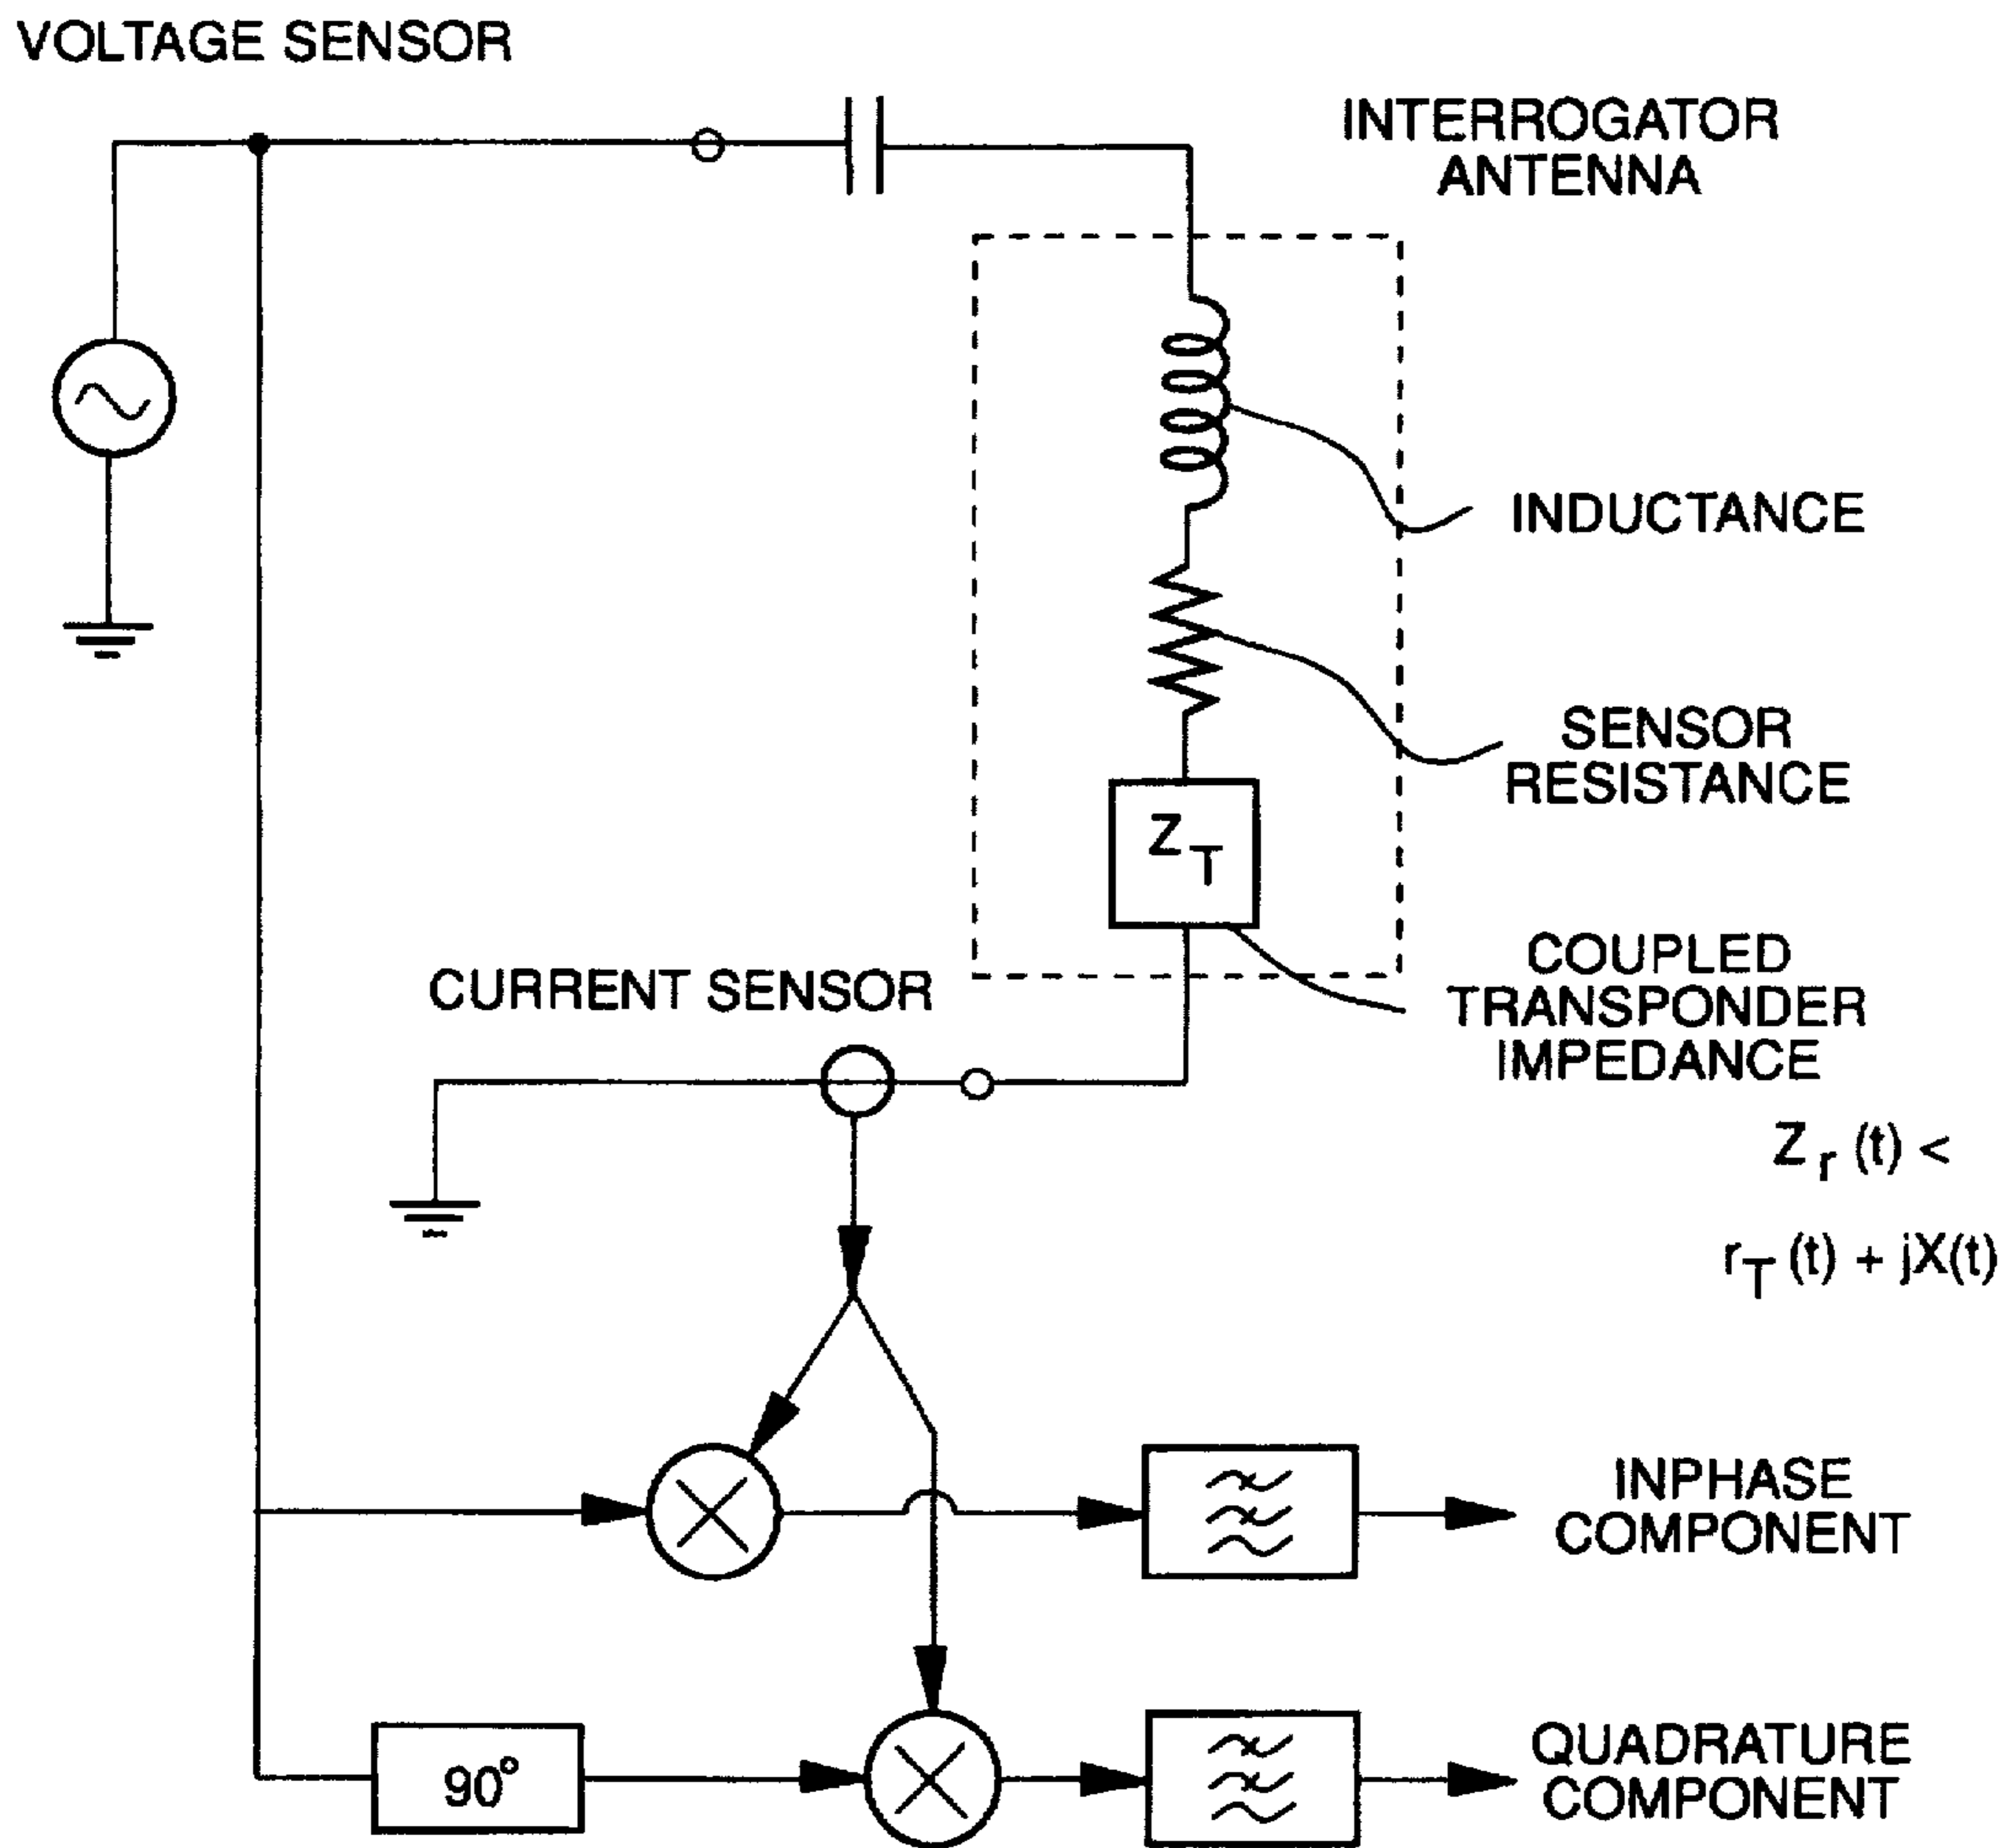 VOLTAGE SENSOR
INTERROGATOR
ANTENNA
INDUCTANCE
SENSOR
RESISTANCE
Z T
COUPLED
TRANSPONDER
IMPEDANCE
CURRENT SENSOR
Z r (t) <
r T (t) + jX(t)
INPHASE
COMPONENT
90°
QUADRATURE
COMPONENT